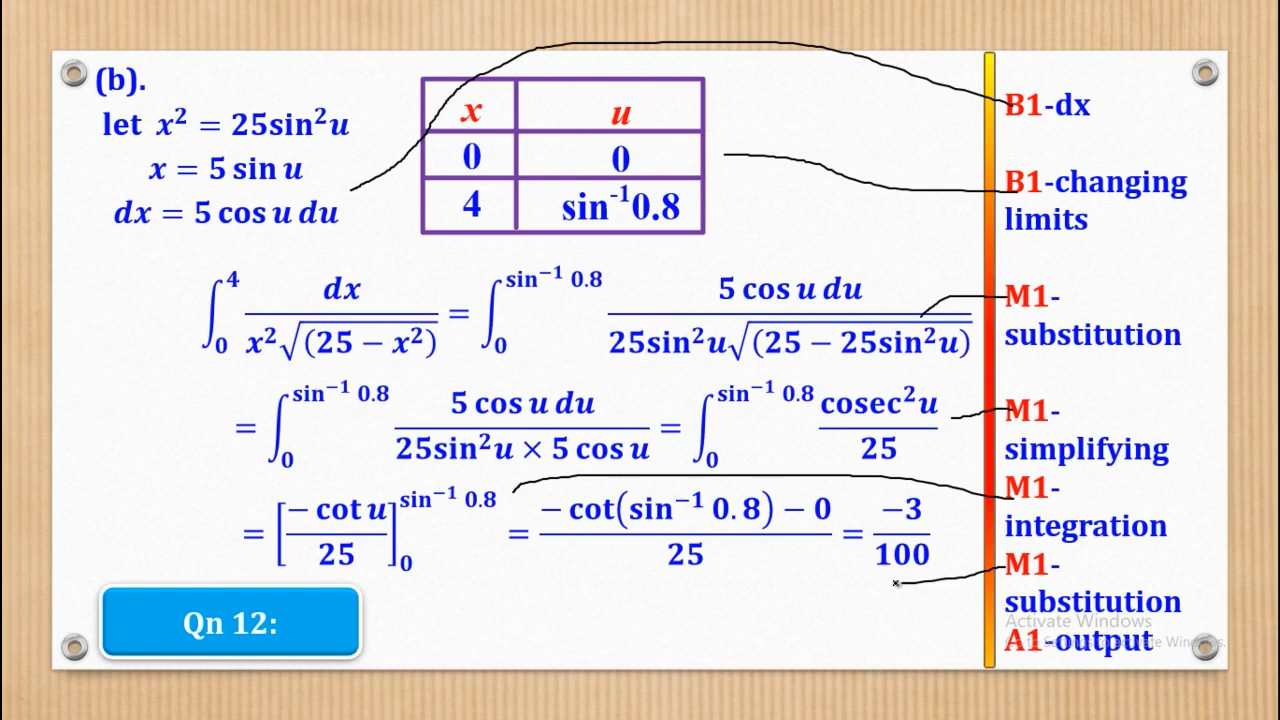 (b).
let x² = 25sin²u
x = 5 sin u
dx = 5 cos u du
x u
0 0
4 sin⁻¹0.8
∫₀⁴ dx / (x²√(25 − x²)) = ∫₀^(sin⁻¹ 0.8) 5 cos u du / (25sin²u√(25 − 25sin²u))
= ∫₀^(sin⁻¹ 0.8) 5 cos u du / (25sin²u × 5 cos u) = ∫₀^(sin⁻¹ 0.8) cosec²u / 25
= [−cot u / 25]₀^(sin⁻¹ 0.8) = (−cot(sin⁻¹ 0.8) − 0) / 25 = −3 / 100
Qn 12:
B1-dx
B1-changing
limits
M1-
substitution
M1-
simplifying
M1-
integration
M1-
substitution
A1-output
Activate Windows